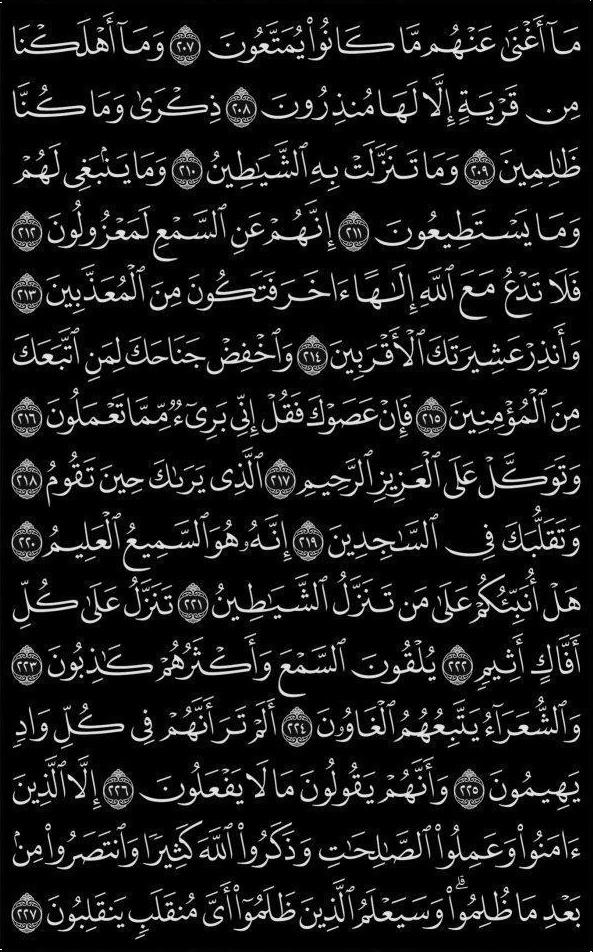 مَآ أَغۡنَىٰ عَنۡهُم مَّا كَانُواْ يُمَتَّعُونَ ٢٠٧ وَمَآ أَهۡلَكۡنَا
مِن قَرۡيَةٍ إِلَّا لَهَا مُنذِرُونَ ٢٠٨ ذِكۡرَىٰ وَمَا كُنَّا
ظَٰلِمِينَ ٢٠٩ وَمَا تَنَزَّلَتۡ بِهِ ٱلشَّيَٰطِينُ ٢١٠ وَمَا يَنۢبَغِي لَهُمۡ
وَمَا يَسۡتَطِيعُونَ ٢١١ إِنَّهُمۡ عَنِ ٱلسَّمۡعِ لَمَعۡزُولُونَ ٢١٢
فَلَا تَدۡعُ مَعَ ٱللَّهِ إِلَٰهًا ءَاخَرَ فَتَكُونَ مِنَ ٱلۡمُعَذَّبِينَ ٢١٣
وَأَنذِرۡ عَشِيرَتَكَ ٱلۡأَقۡرَبِينَ ٢١٤ وَٱخۡفِضۡ جَنَاحَكَ لِمَنِ ٱتَّبَعَكَ
مِنَ ٱلۡمُؤۡمِنِينَ ٢١٥ فَإِنۡ عَصَوۡكَ فَقُلۡ إِنِّي بَرِيٓءٞ مِّمَّا تَعۡمَلُونَ ٢١٦
وَتَوَكَّلۡ عَلَى ٱلۡعَزِيزِ ٱلرَّحِيمِ ٢١٧ ٱلَّذِي يَرَىٰكَ حِينَ تَقُومُ ٢١٨
وَتَقَلُّبَكَ فِي ٱلسَّٰجِدِينَ ٢١٩ إِنَّهُۥ هُوَ ٱلسَّمِيعُ ٱلۡعَلِيمُ ٢٢٠
هَلۡ أُنَبِّئُكُمۡ عَلَىٰ مَن تَنَزَّلُ ٱلشَّيَٰطِينُ ٢٢١ تَنَزَّلُ عَلَىٰ كُلِّ
أَفَّاكٍ أَثِيمٖ ٢٢٢ يُلۡقُونَ ٱلسَّمۡعَ وَأَكۡثَرُهُمۡ كَٰذِبُونَ ٢٢٣
وَٱلشُّعَرَآءُ يَتَّبِعُهُمُ ٱلۡغَاوُۥنَ ٢٢٤ أَلَمۡ تَرَ أَنَّهُمۡ فِي كُلِّ وَادٖ
يَهِيمُونَ ٢٢٥ وَأَنَّهُمۡ يَقُولُونَ مَا لَا يَفۡعَلُونَ ٢٢٦ إِلَّا ٱلَّذِينَ
ءَامَنُواْ وَعَمِلُواْ ٱلصَّٰلِحَٰتِ وَذَكَرُواْ ٱللَّهَ كَثِيرٗا وَٱنتَصَرُواْ مِنۢ
بَعۡدِ مَا ظُلِمُواْۗ وَسَيَعۡلَمُ ٱلَّذِينَ ظَلَمُوٓاْ أَيَّ مُنقَلَبٖ يَنقَلِبُونَ ٢٢٧